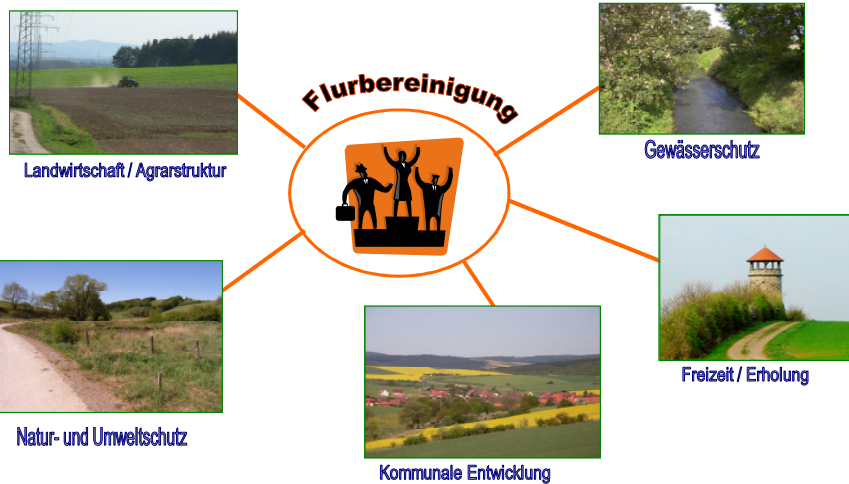 Flurbereinigung
Landwirtschaft / Agrarstruktur
Gewässerschutz
Freizeit / Erholung
Natur- und Umweltschutz
Kommunale Entwicklung